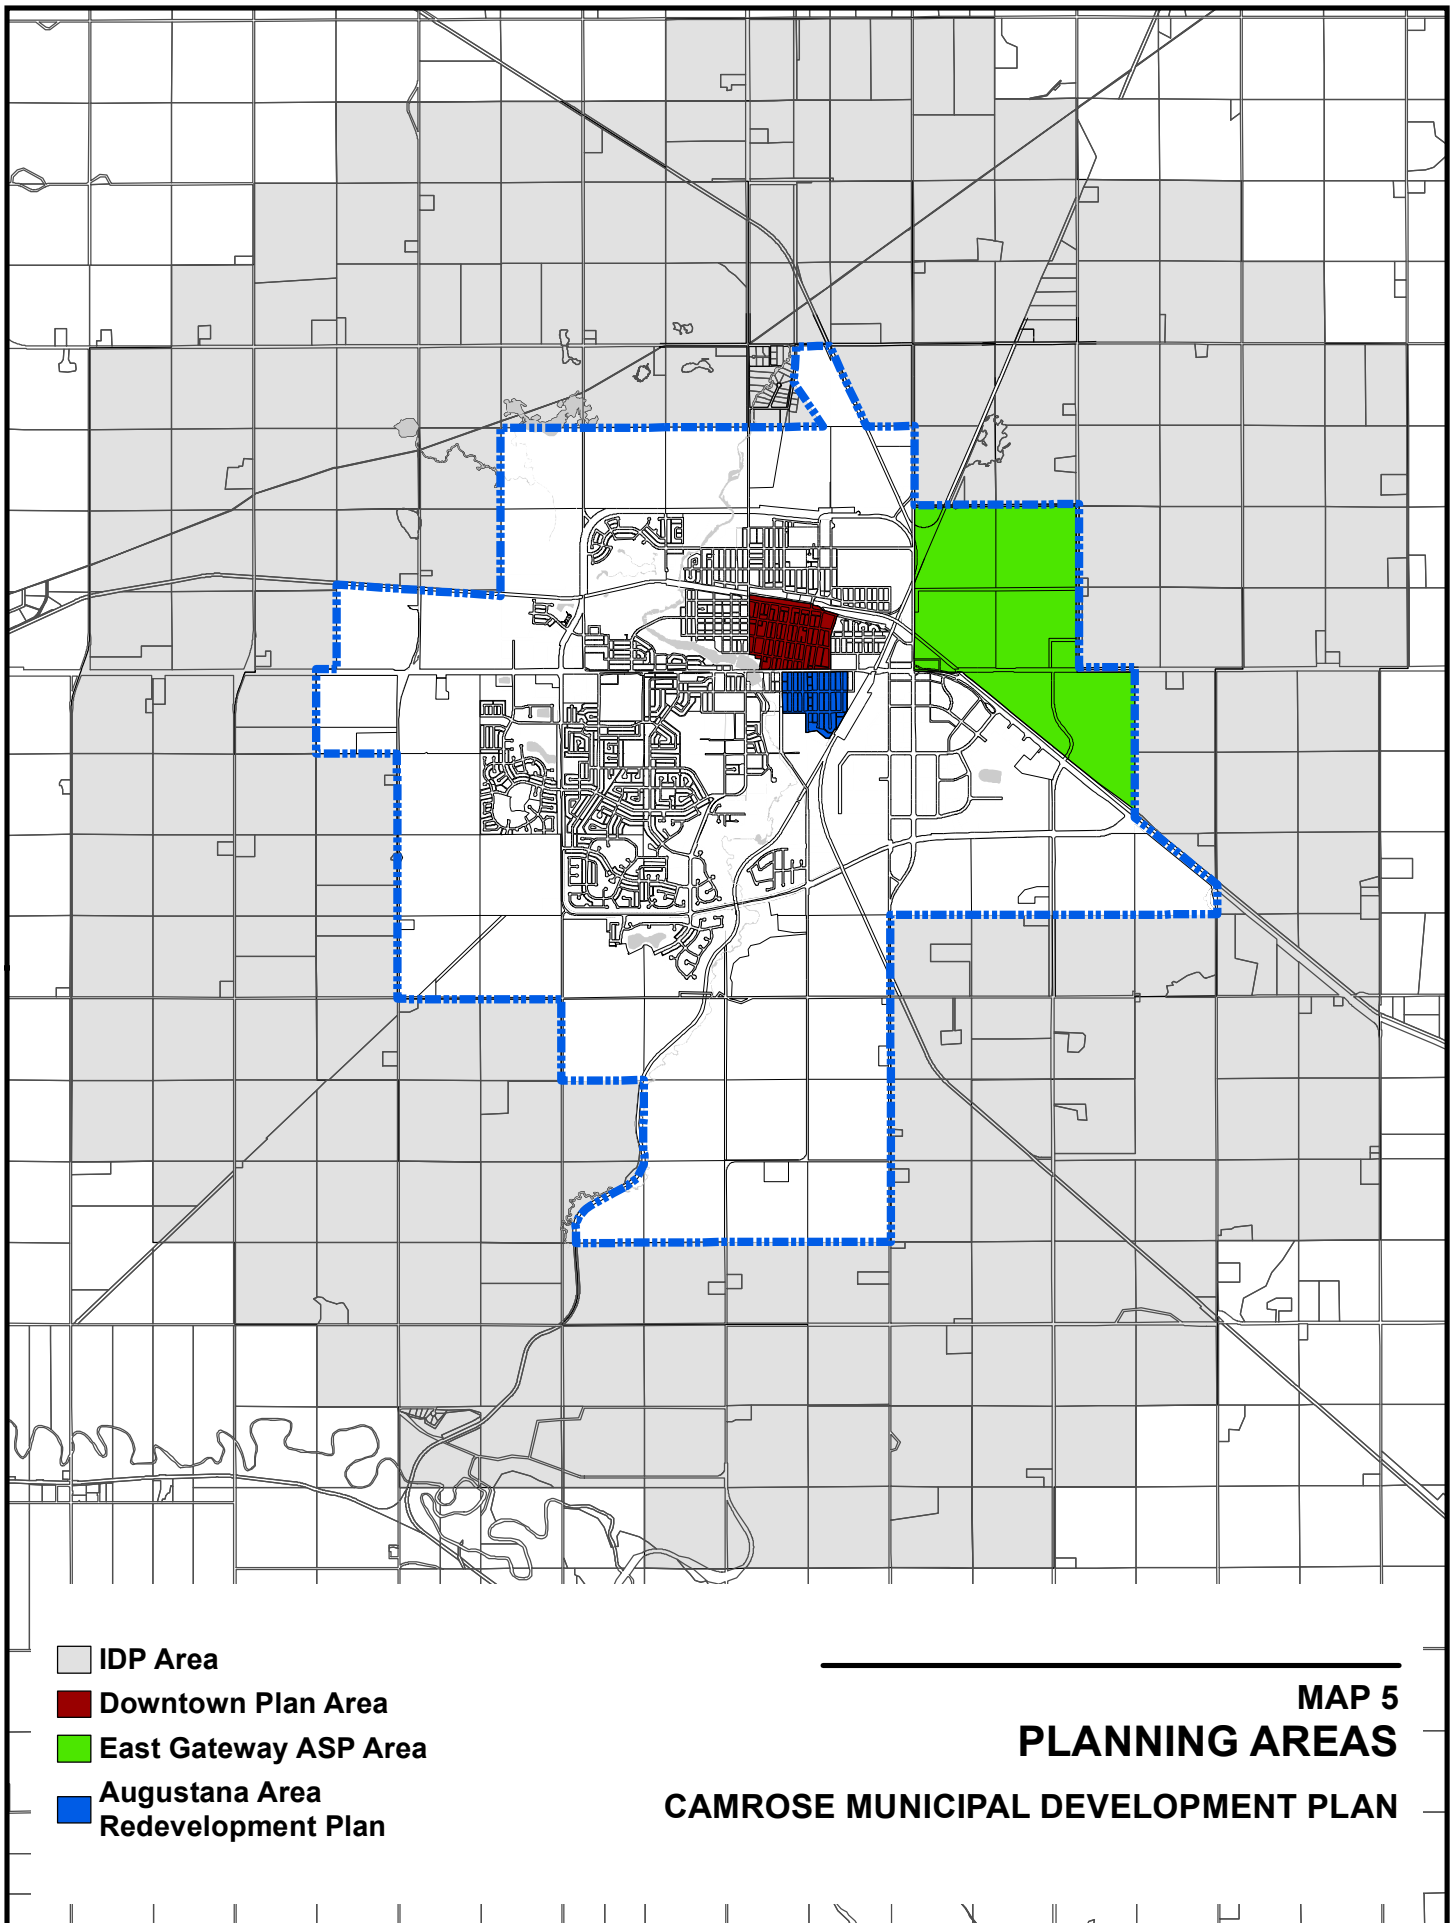 IDP Area
Downtown Plan Area
East Gateway ASP Area
Augustana Area
Redevelopment Plan
MAP 5
PLANNING AREAS
CAMROSE MUNICIPAL DEVELOPMENT PLAN